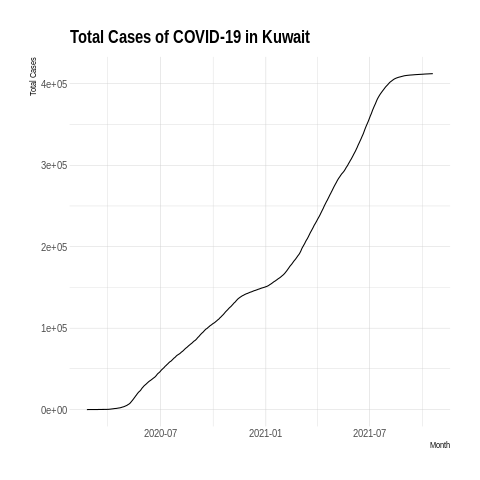 Total Cases of COVID-19 in Kuwait
Total Cases
4e+05
3e+05
2e+05
1e+05
0e+00
2020-07 2021-01 2021-07
Month